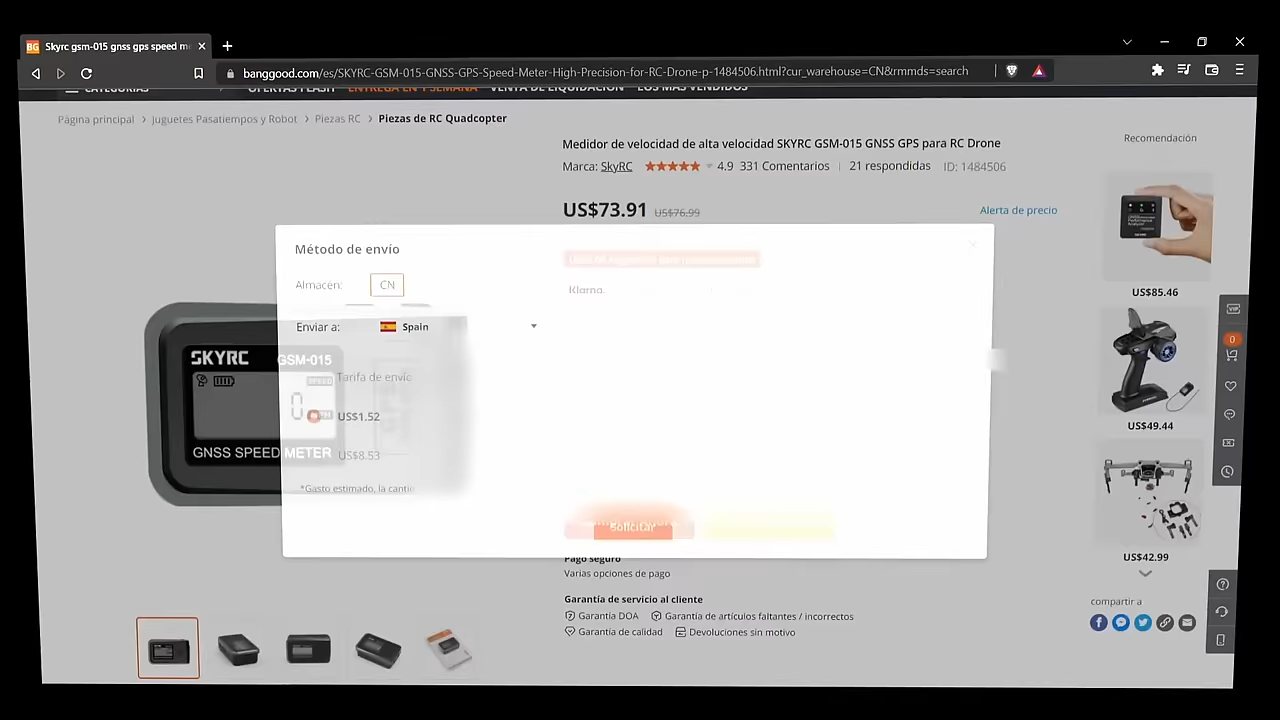 BG Skyrc gsm-015 gnss gps speed m
banggood.com/es/SKYRC-GSM-015-GNSS-GPS-Speed-Meter-High-Precision-for-RC-Drone-p-1484506.html?cur_warehouse=CN&rmmds=search
CATEGORÍAS OFERTAS FLASH ENTREGA EN 1 SEMANA VENTA DE LIQUIDACIÓN LOS MÁS VENDIDOS
Página principal > Juguetes Pasatiempos y Robot > Piezas RC > Piezas de RC Quadcopter
Medidor de velocidad de alta velocidad SKYRC GSM-015 GNSS GPS para RC Drone
Marca: SkyRC 4.9 331 Comentarios 21 respondidas ID: 1484506
US$73.91 US$76.99 Alerta de precio
Método de envío
Almacén: CN
Klarna.
Enviar a: Spain
SKYRC GSM-015
SPEED
0
Tarifa de envío
US$1.52
GNSS SPEED METER
US$8.53
*Gasto estimado, la
Solicitar
Pago seguro
Varias opciones de pago
Garantía de servicio al cliente
Garantía DOA Garantía de artículos faltantes / incorrectos
Garantía de calidad Devoluciones sin motivo
Recomendación
US$85.46
US$49.44
US$42.99
compartir a
VIP
0